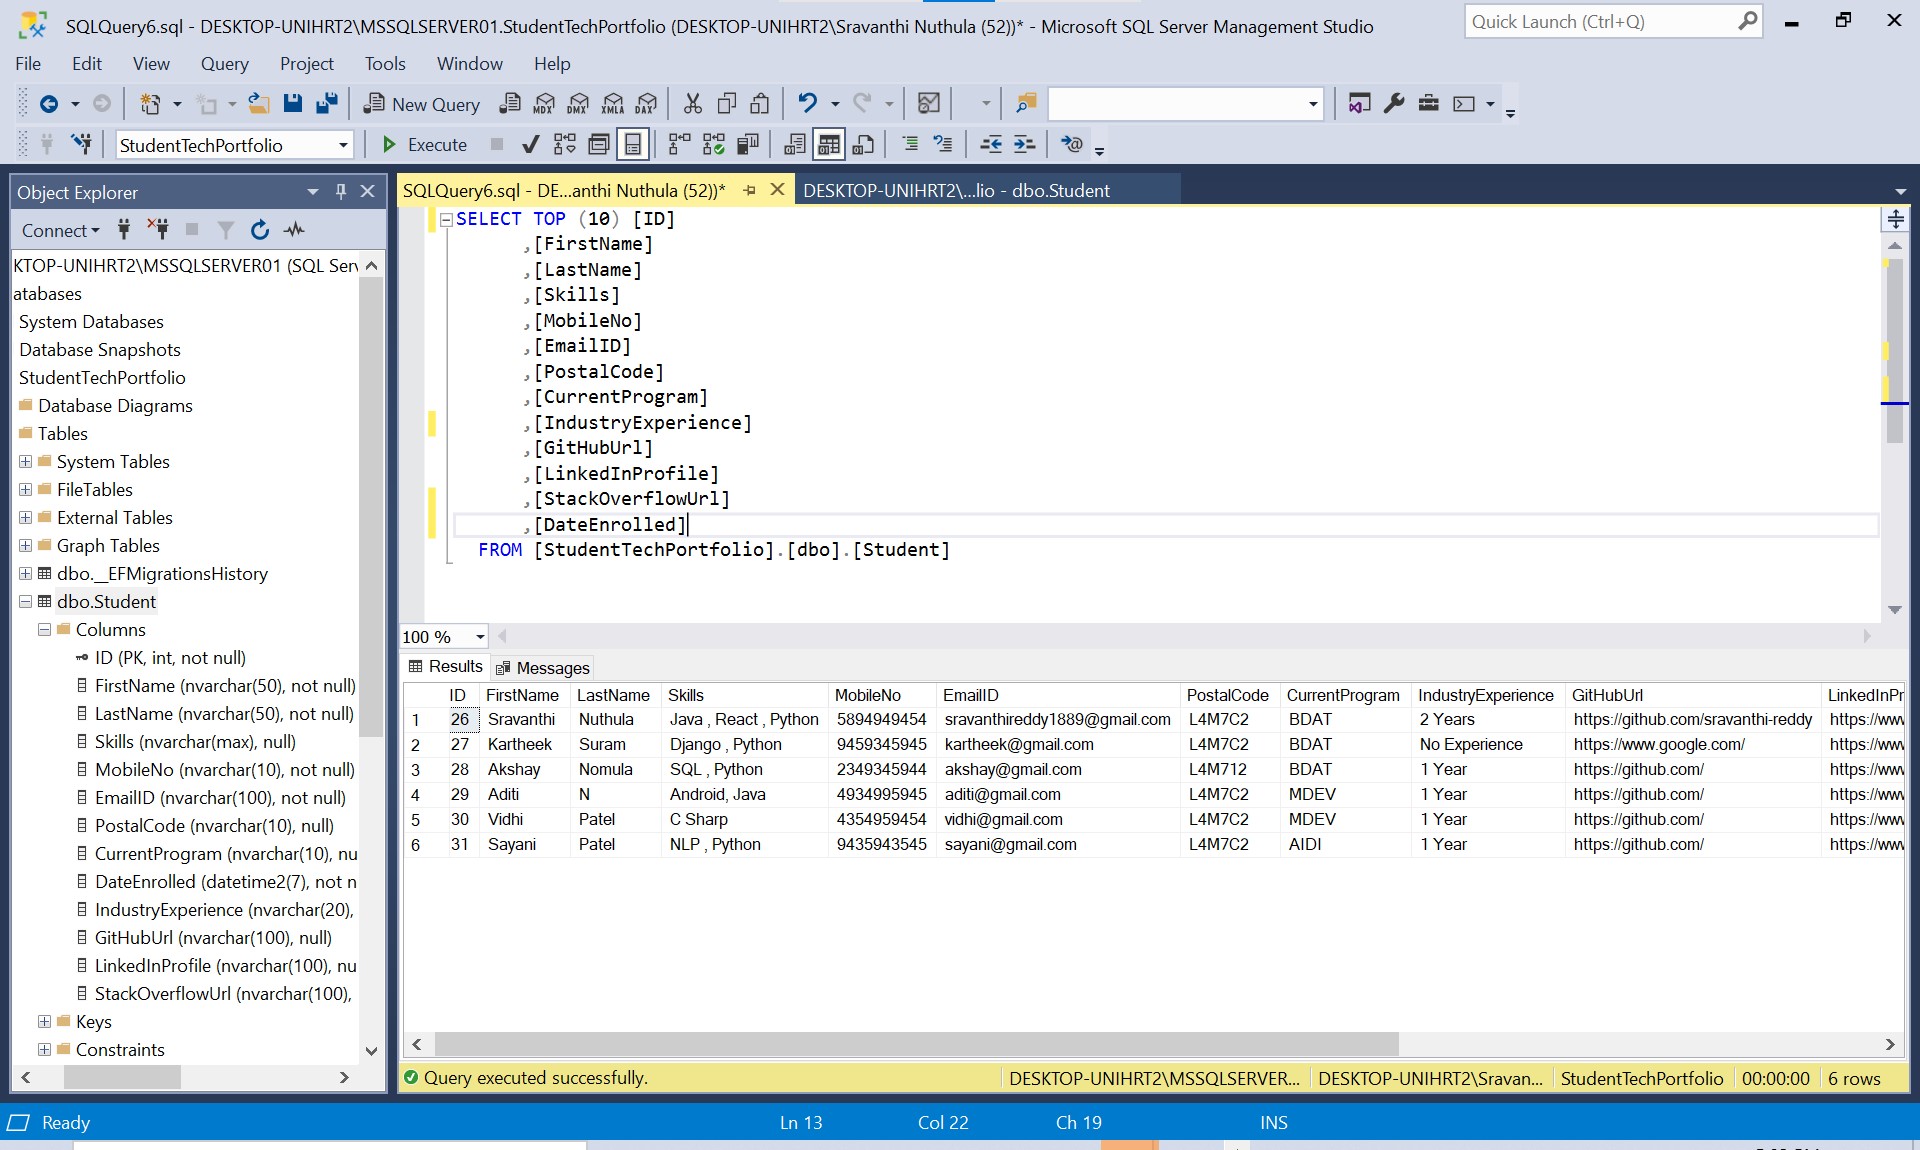 SQLQuery6.sql - DESKTOP-UNIHRT2\MSSQLSERVER01.StudentTechPortfolio (DESKTOP-UNIHRT2\Sravanthi Nuthula (52))* - Microsoft SQL Server Management Studio
Quick Launch (Ctrl+Q)
File Edit View Query Project Tools Window Help
New Query MDX DMX XMLA DAX
StudentTechPortfolio Execute
Object Explorer
Connect
KTOP-UNIHRT2\MSSQLSERVER01 (SQL Serv
atabases
System Databases
Database Snapshots
StudentTechPortfolio
Database Diagrams
Tables
System Tables
FileTables
External Tables
Graph Tables
dbo.__EFMigrationsHistory
dbo.Student
Columns
ID (PK, int, not null)
FirstName (nvarchar(50), not null)
LastName (nvarchar(50), not null)
Skills (nvarchar(max), null)
MobileNo (nvarchar(10), not null)
EmailID (nvarchar(100), not null)
PostalCode (nvarchar(10), null)
CurrentProgram (nvarchar(10), nu
DateEnrolled (datetime2(7), not n
IndustryExperience (nvarchar(20),
GitHubUrl (nvarchar(100), null)
LinkedInProfile (nvarchar(100), nu
StackOverflowUrl (nvarchar(100),
Keys
Constraints
SQLQuery6.sql - DE...anthi Nuthula (52))* DESKTOP-UNIHRT2\...lio - dbo.Student
SELECT TOP (10) [ID]
,[FirstName]
,[LastName]
,[Skills]
,[MobileNo]
,[EmailID]
,[PostalCode]
,[CurrentProgram]
,[IndustryExperience]
,[GitHubUrl]
,[LinkedInProfile]
,[StackOverflowUrl]
,[DateEnrolled]
FROM [StudentTechPortfolio].[dbo].[Student]
100 %
Results Messages
ID FirstName LastName Skills MobileNo EmailID PostalCode CurrentProgram IndustryExperience GitHubUrl LinkedInPr
1 26 Sravanthi Nuthula Java , React , Python 5894949454 sravanthireddy1889@gmail.com L4M7C2 BDAT 2 Years https://github.com/sravanthi-reddy https://www
2 27 Kartheek Suram Django , Python 9459345945 kartheek@gmail.com L4M7C2 BDAT No Experience https://www.google.com/ https://www
3 28 Akshay Nomula SQL , Python 2349345944 akshay@gmail.com L4M712 BDAT 1 Year https://github.com/ https://www
4 29 Aditi N Android, Java 4934995945 aditi@gmail.com L4M7C2 MDEV 1 Year https://github.com/ https://www
5 30 Vidhi Patel C Sharp 4354959454 vidhi@gmail.com L4M7C2 MDEV 1 Year https://github.com/ https://www
6 31 Sayani Patel NLP , Python 9435943545 sayani@gmail.com L4M7C2 AIDI 1 Year https://github.com/ https://www
Query executed successfully. DESKTOP-UNIHRT2\MSSQLSERVER... DESKTOP-UNIHRT2\Sravan... StudentTechPortfolio 00:00:00 6 rows
Ready Ln 13 Col 22 Ch 19 INS